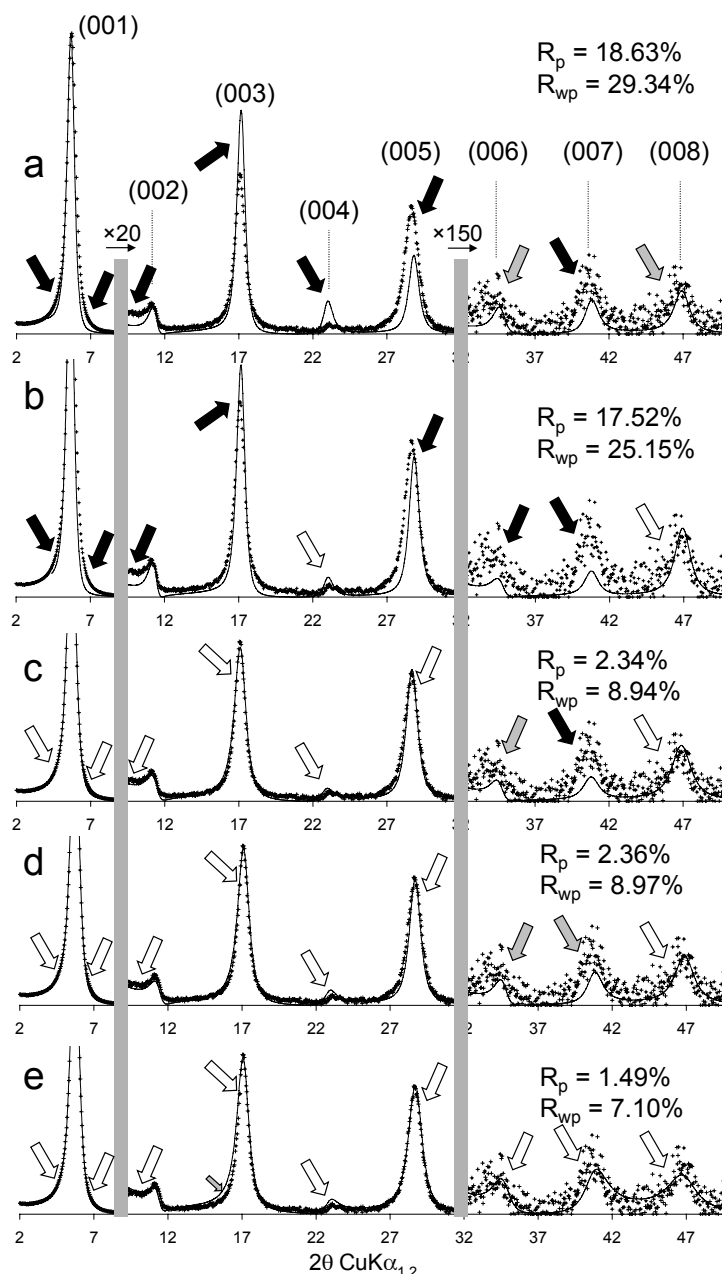 (001)
Rp = 18.63%
Rwp = 29.34%
(003)
a
(005)
(006)
(007)
(008)
(002)
(004)
×20
×150
2 7 12 17 22 27 32 37 42 47
b
Rp = 17.52%
Rwp = 25.15%
2 7 12 17 22 27 32 37 42 47
c
Rp = 2.34%
Rwp = 8.94%
2 7 12 17 22 27 32 37 42 47
d
Rp = 2.36%
Rwp = 8.97%
2 7 12 17 22 27 32 37 42 47
e
Rp = 1.49%
Rwp = 7.10%
2 7 12 17 22 27 32 37 42 47
2θ CuKα1,2